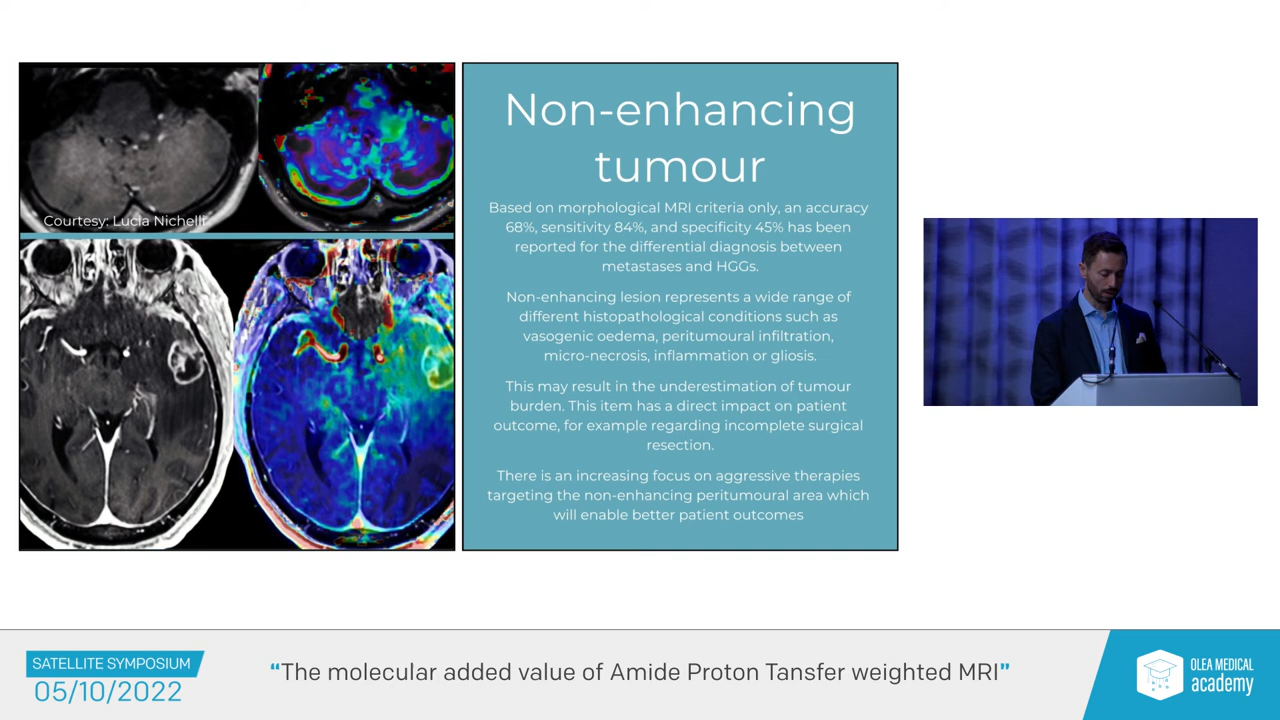 Courtesy: Lucia Nichelli
Non-enhancing
tumour
Based on morphological MRI criteria only, an accuracy
68%, sensitivity 84%, and specificity 45% has been
reported for the differential diagnosis between
metastases and HGGs.
Non-enhancing lesion represents a wide range of
different histopathological conditions such as
vasogenic oedema, peritumoural infiltration,
micro-necrosis, inflammation or gliosis.
This may result in the underestimation of tumour
burden. This item has a direct impact on patient
outcome, for example regarding incomplete surgical
resection.
There is an increasing focus on aggressive therapies
targeting the non-enhancing peritumoural area which
will enable better patient outcomes
SATELLITE SYMPOSIUM
05/10/2022
“The molecular added value of Amide Proton Tansfer weighted MRI”
OLEA MEDICAL
academy